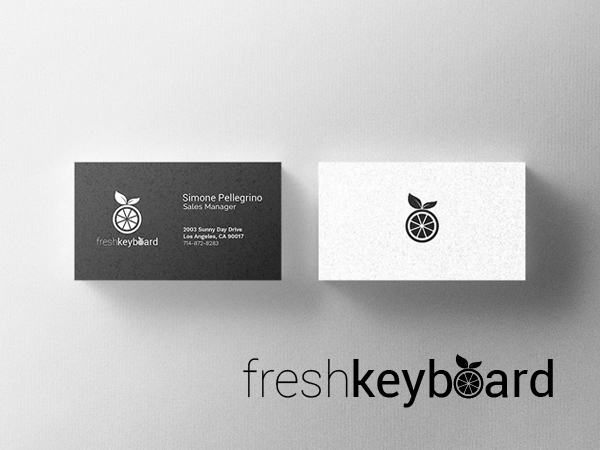 freshkeyboard
Simone Pellegrino
Sales Manager
2003 Sunny Day Drive
Los Angeles, CA 90017
714-872-8283
freshkeyboard